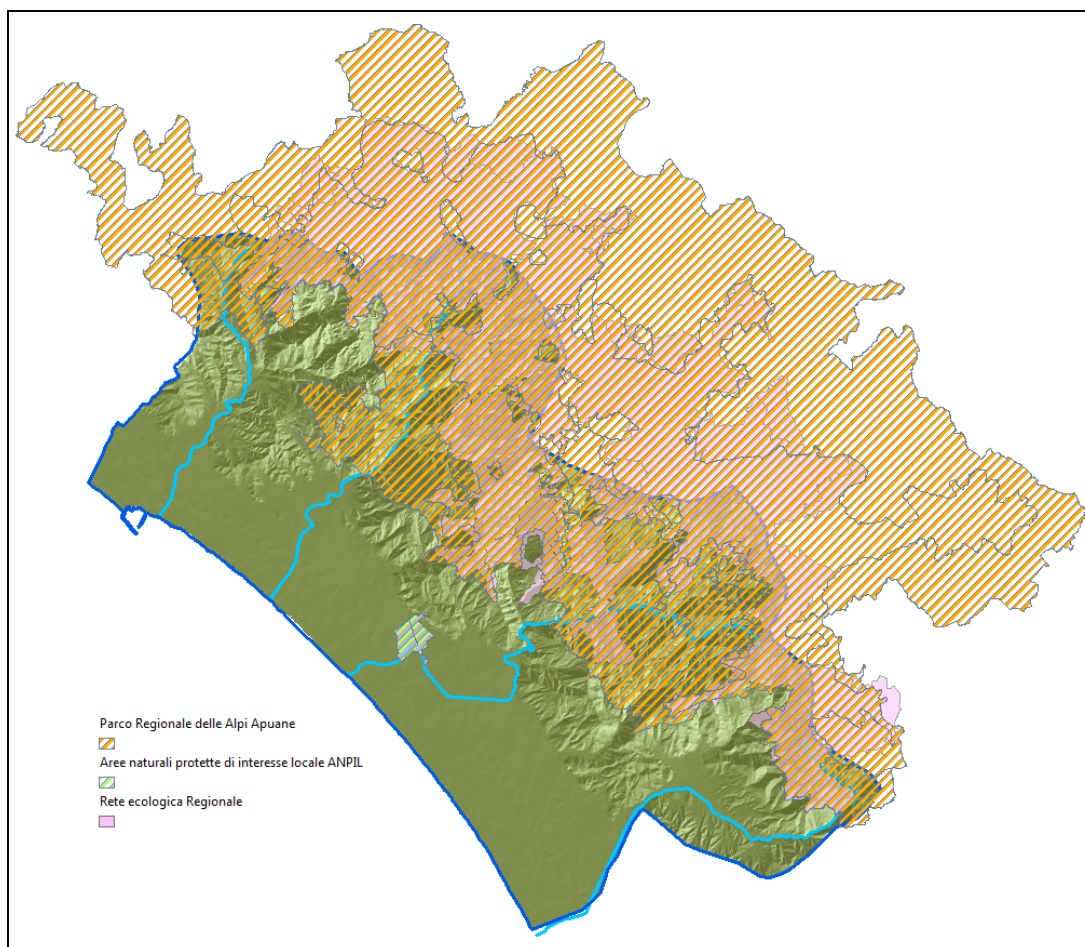 Parco Regionale delle Alpi Apuane
Aree naturali protette di interesse locale ANPIL
Rete ecologica Regionale